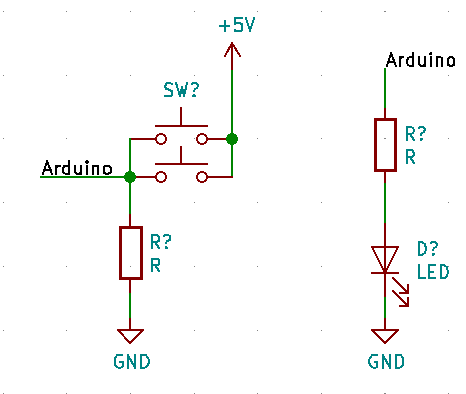 +5V
SW?
Arduino
R?
R
GND
Arduino
R?
R
D?
LED
GND